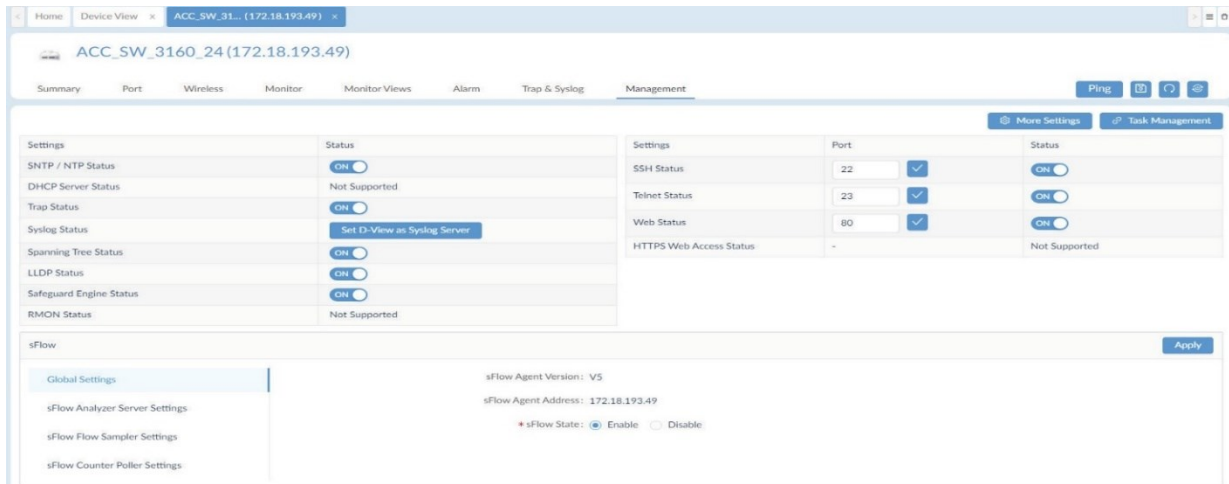 Home Device View × ACC_SW_31... (172.18.193.49) ×
ACC_SW_3160_24(172.18.193.49)
Summary Port Wireless Monitor Monitor Views Alarm Trap & Syslog Management Ping
More Settings Task Management
Settings Status
SNTP / NTP Status ON
DHCP Server Status Not Supported
Trap Status ON
Syslog Status Set D-View as Syslog Server
Spanning Tree Status ON
LLDP Status ON
Safeguard Engine Status ON
RMON Status Not Supported
Settings Port Status
SSH Status 22 ON
Telnet Status 23 ON
Web Status 80 ON
HTTPS Web Access Status - Not Supported
sFlow Apply
Global Settings
sFlow Analyzer Server Settings
sFlow Flow Sampler Settings
sFlow Counter Poller Settings
sFlow Agent Version: V5
sFlow Agent Address: 172.18.193.49
* sFlow State: Enable Disable